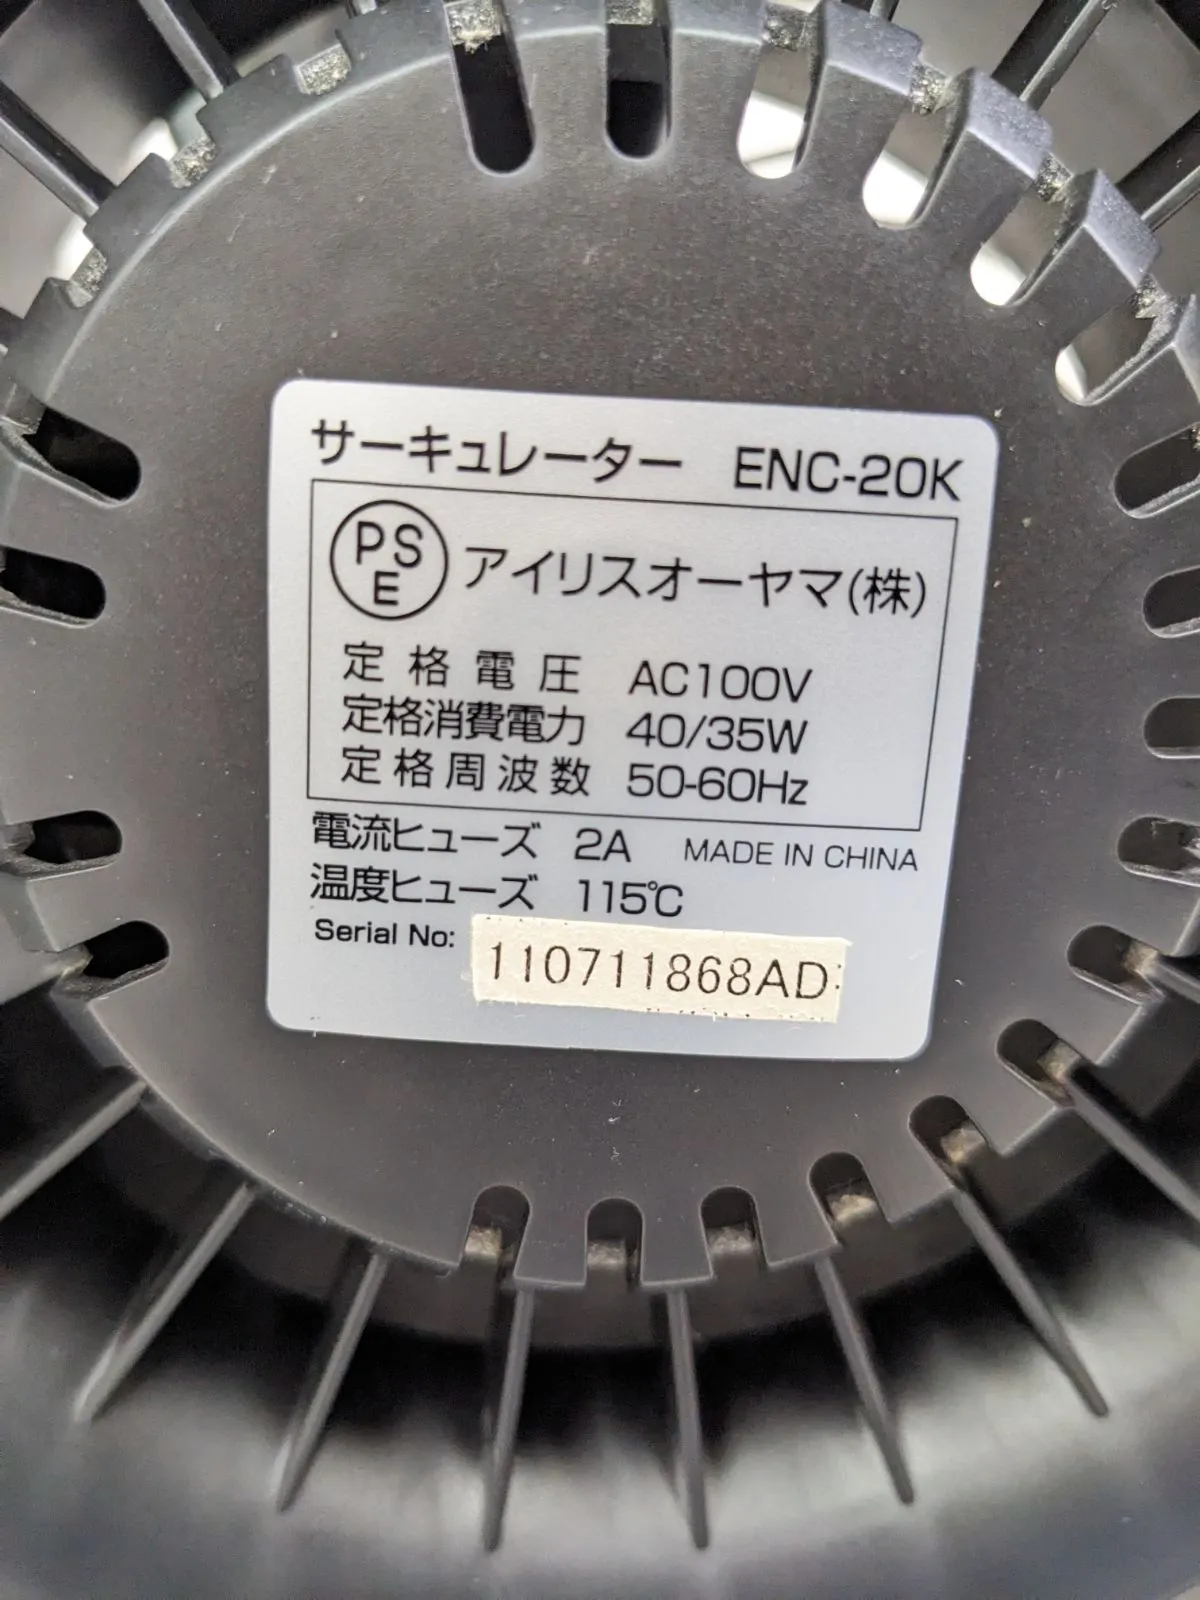 サーキュレーター ENC-20K
PSE アイリスオーヤマ(株)
定格電圧 AC100V
定格消費電力 40/35W
定格周波数 50-60Hz
電流ヒューズ 2A MADE IN CHINA
温度ヒューズ 115℃
Serial No: 110711868AD